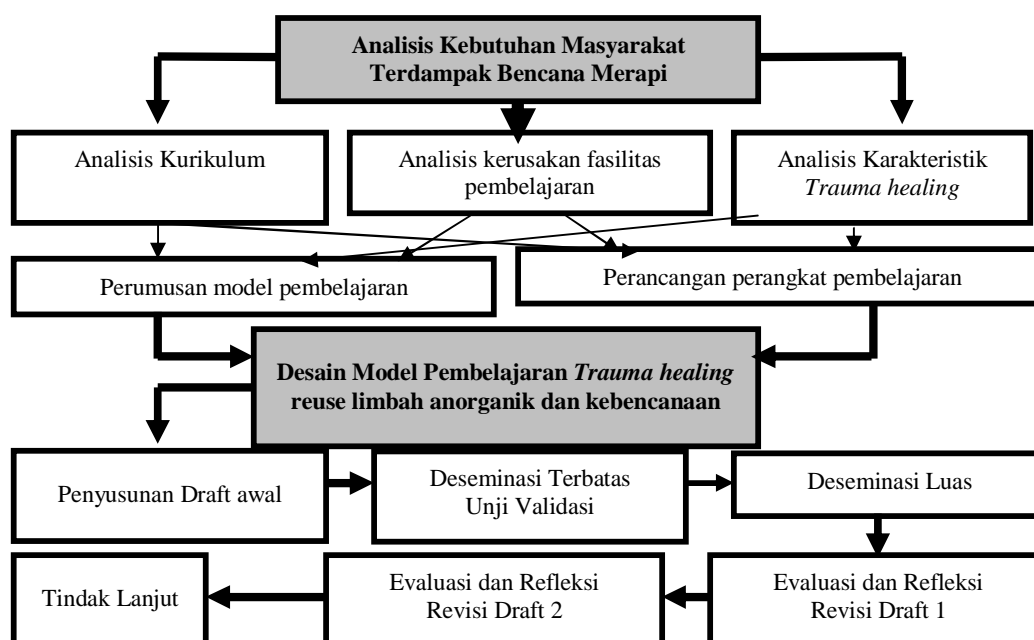 Analisis Kebutuhan Masyarakat
Terdampak Bencana Merapi
Analisis Kurikulum
Analisis kerusakan fasilitas
pembelajaran
Analisis Karakteristik
Trauma healing
Perumusan model pembelajaran
Perancangan perangkat pembelajaran
Desain Model Pembelajaran Trauma healing
reuse limbah anorganik dan kebencanaan
Penyusunan Draft awal
Deseminasi Terbatas
Unji Validasi
Deseminasi Luas
Tindak Lanjut
Evaluasi dan Refleksi
Revisi Draft 2
Evaluasi dan Refleksi
Revisi Draft 1